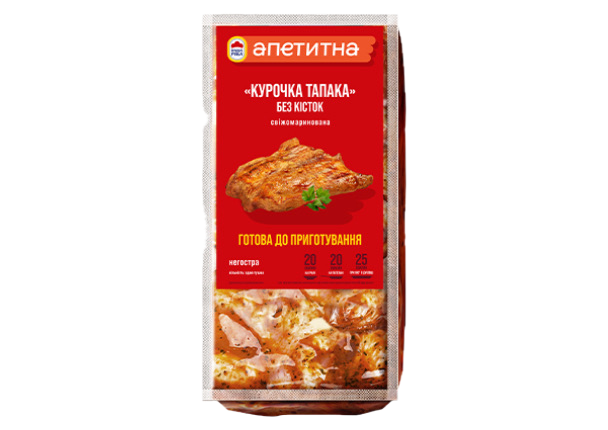 апетитна
«КУРОЧКА ТАПАКА»
БЕЗ КІСТОК
свіжомаринована
ГОТОВА ДО ПРИГОТУВАННЯ
негостра
20 20 25